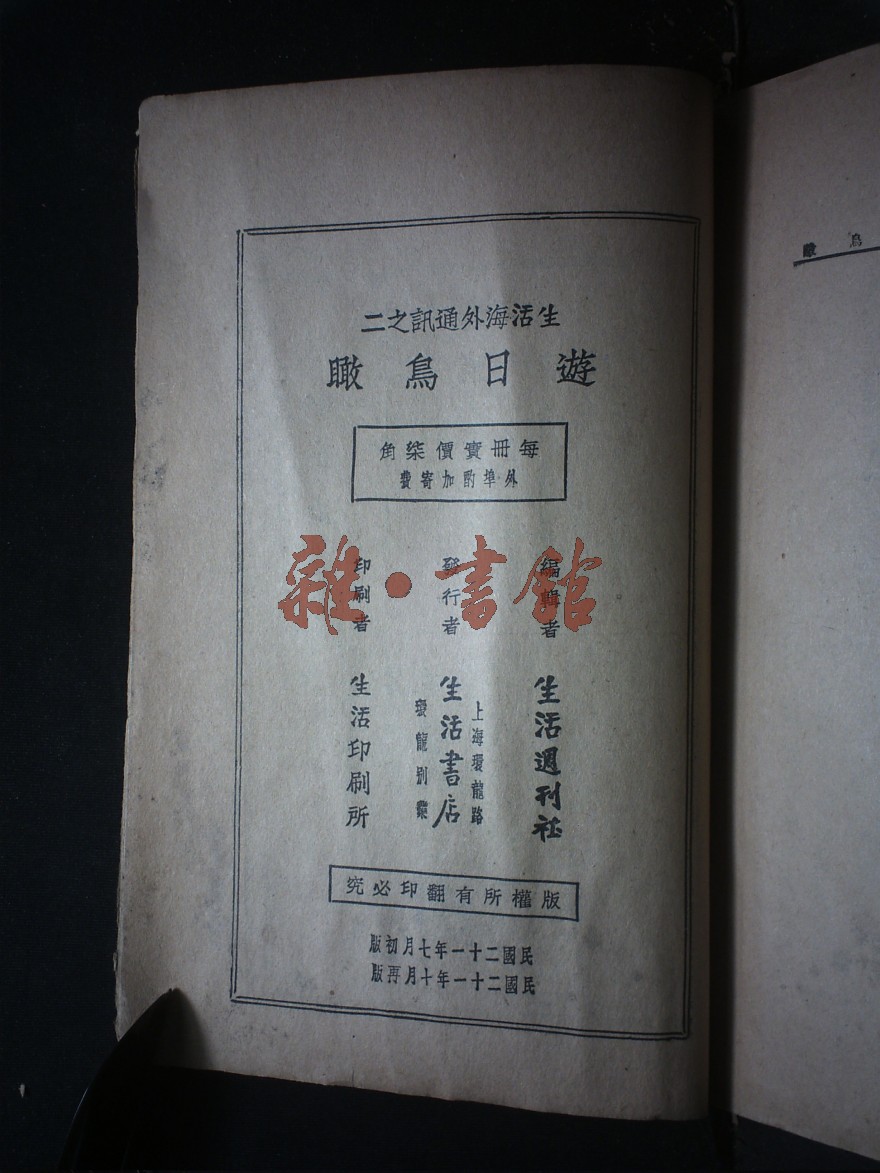 生活海外通訊之二
遊日鳥瞰
每冊實價柒角
外埠酌加寄費
編輯者 生活週刊社
發行者 生活書店
上海環龍路
環龍別業
印刷者 生活印刷所
版權所有翻印必究
民國二十一年七月初版
民國二十一年十月再版
雜·書館
鳥瞰